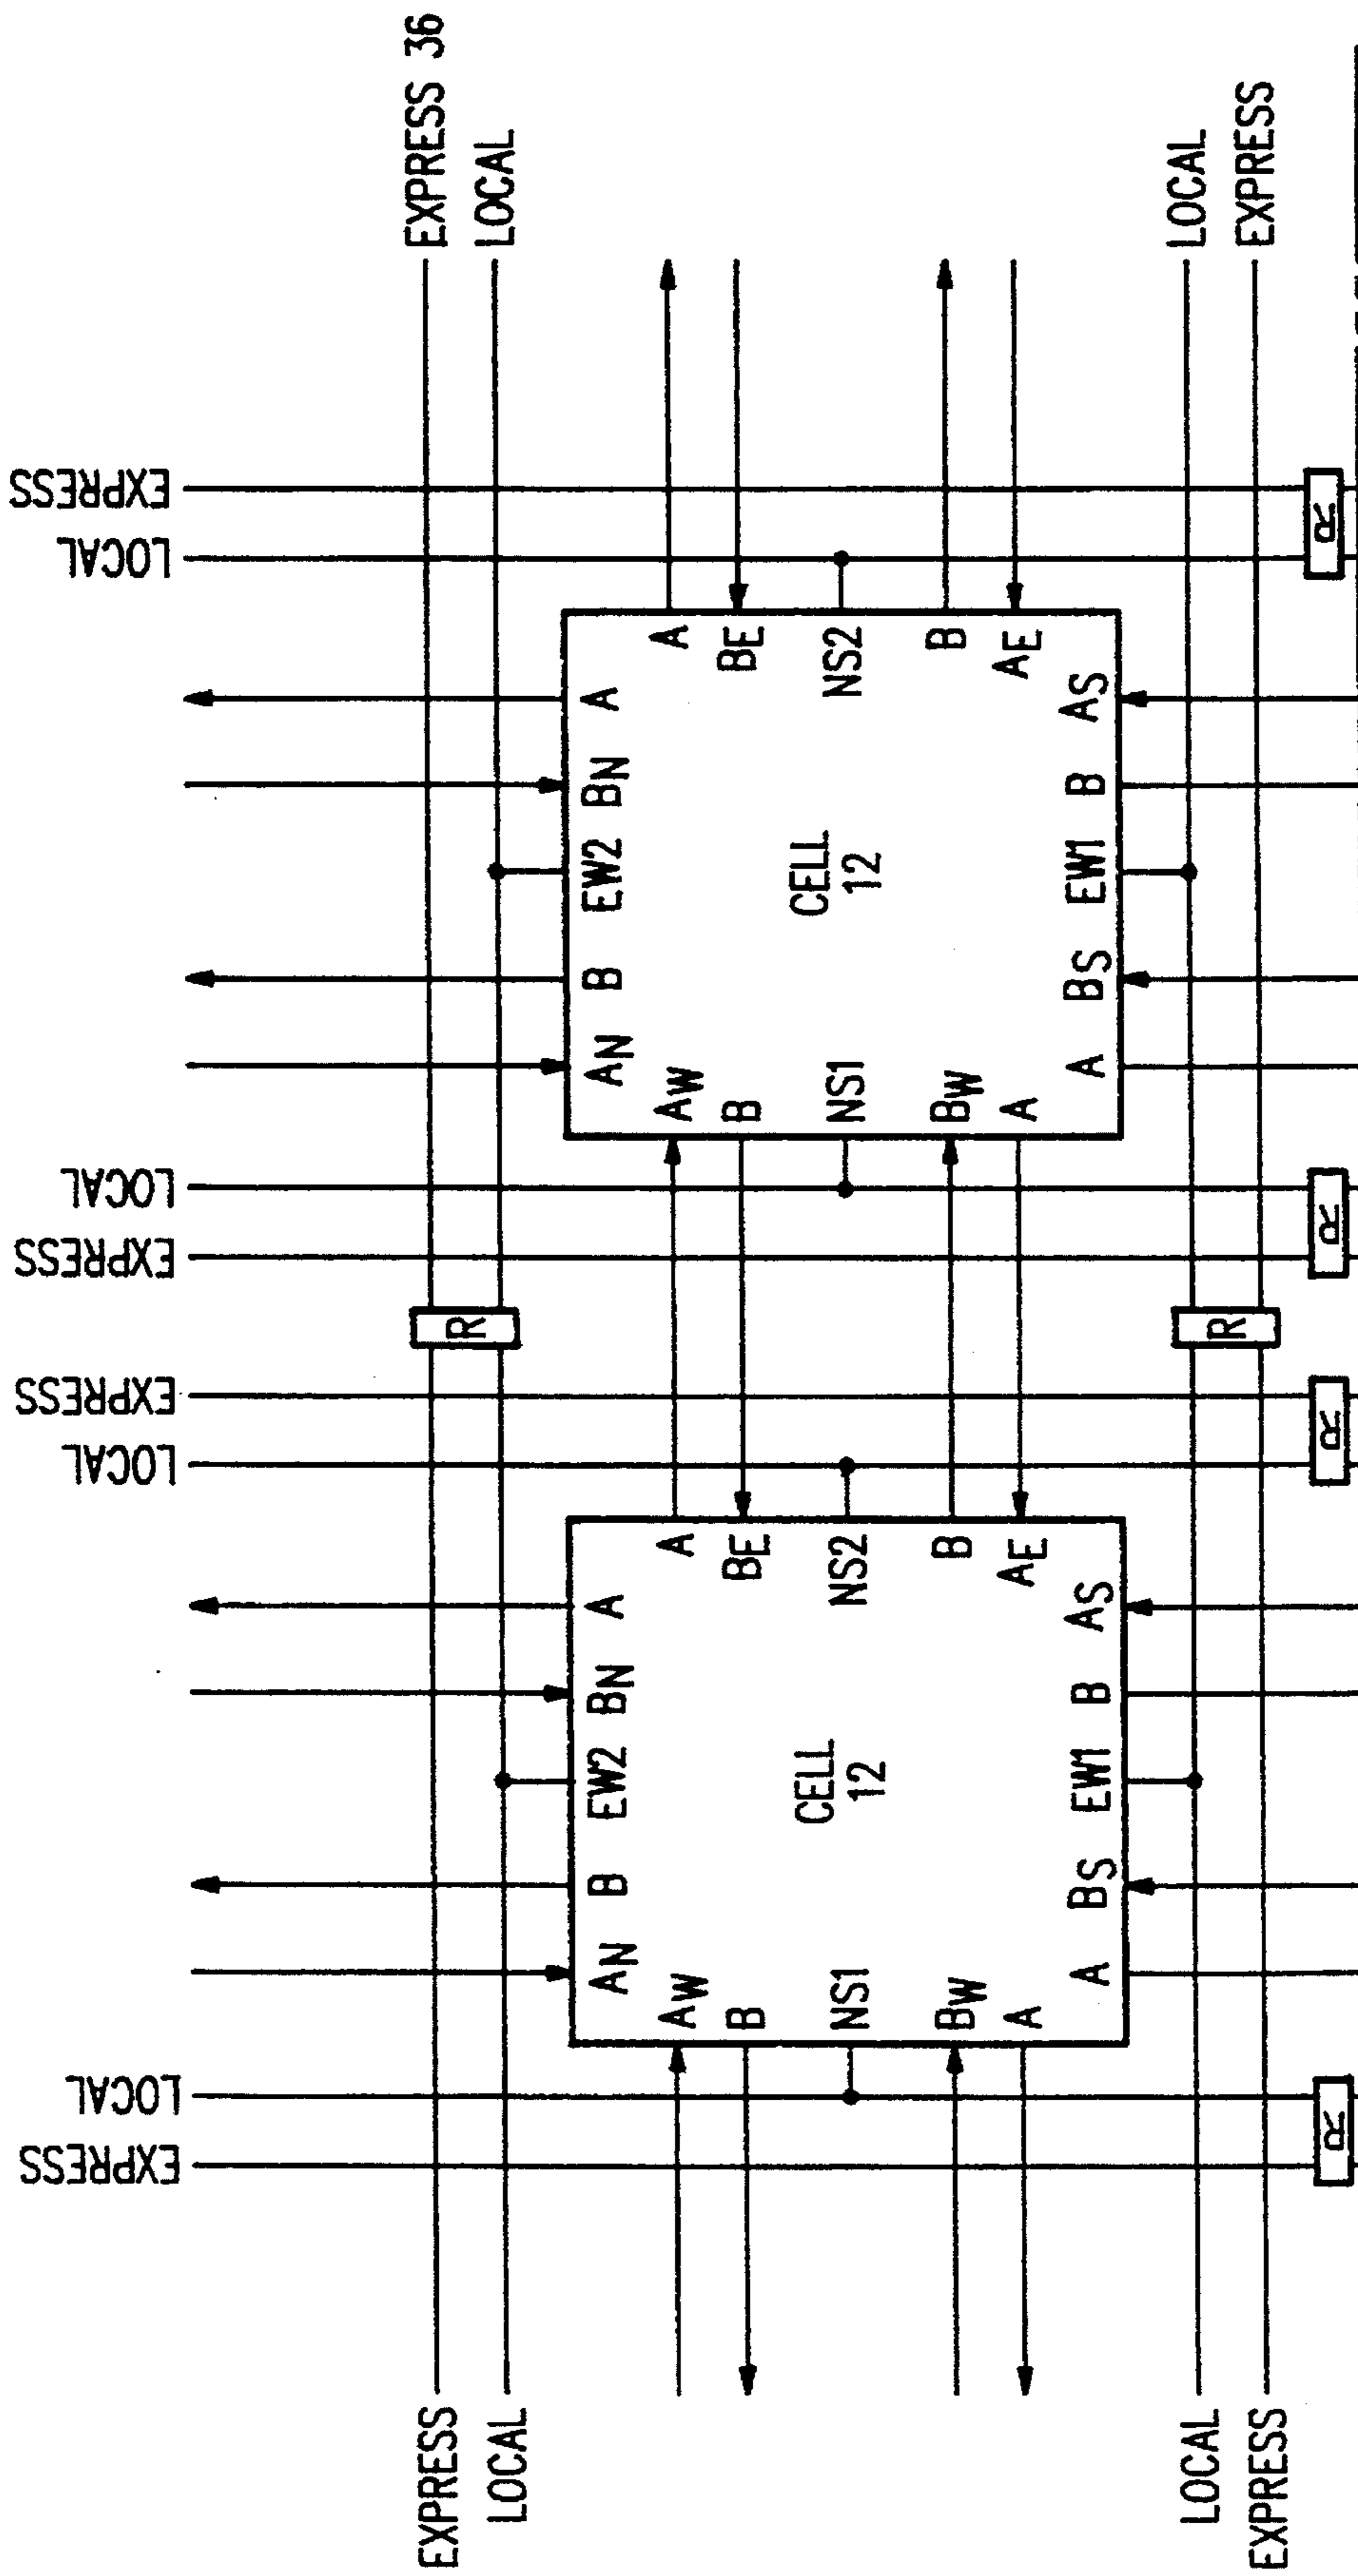 EXPRESS
LOCAL
LOCAL
EXPRESS
EXPRESS
LOCAL
LOCAL
EXPRESS
EXPRESS
EXPRESS 36
R
LOCAL
LOCAL
AN B EW2 BN A
AN B EW2 BN A
AW A
AW A
B BE
B BE
CELL
12
CELL
12
NS1 NS2
NS1 NS2
BW B
BW B
A AE
A AE
A BS EW1 B AS
A BS EW1 B AS
LOCAL
LOCAL
R
EXPRESS
EXPRESS
R
R
R
R